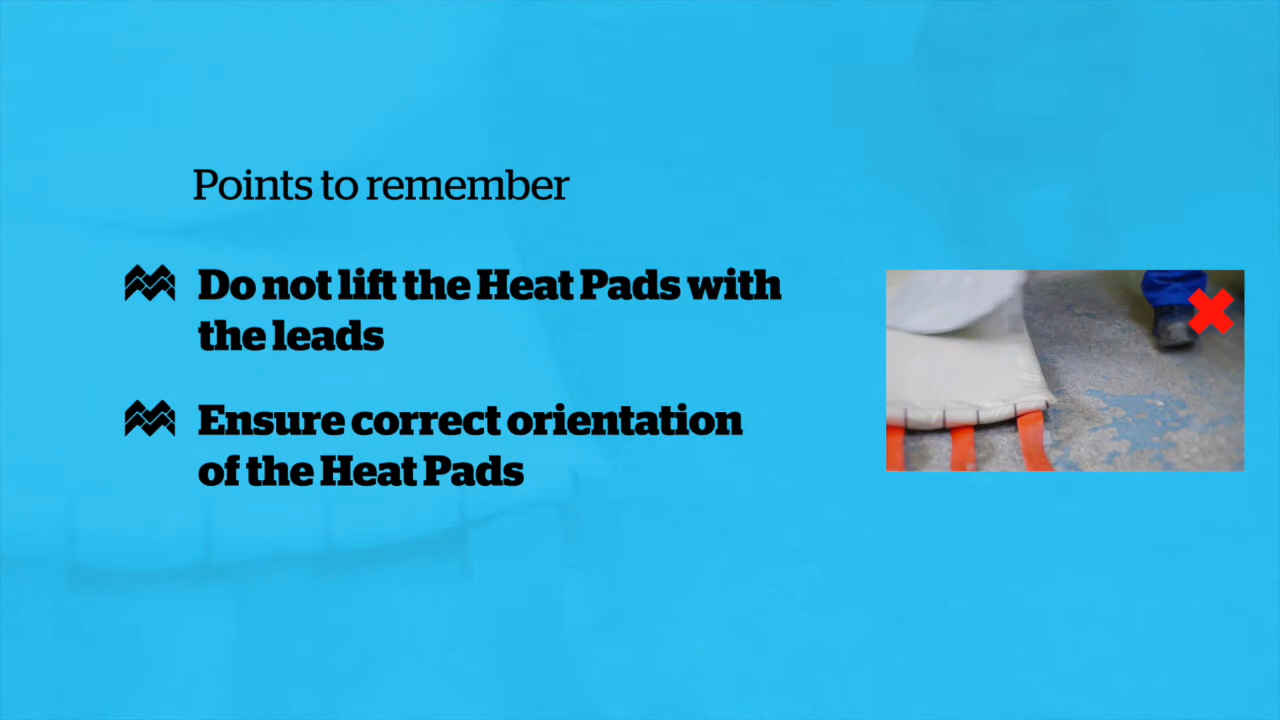 Points to remember
Do not lift the Heat Pads with
the leads
Ensure correct orientation
of the Heat Pads